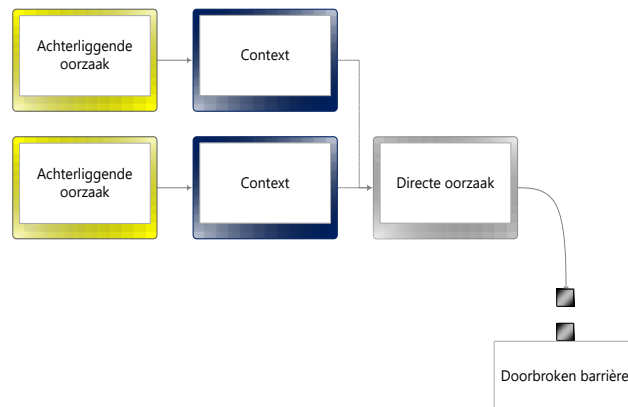 Achterliggende
oorzaak
Context
Achterliggende
oorzaak
Context
Directe oorzaak
Doorbroken barrière